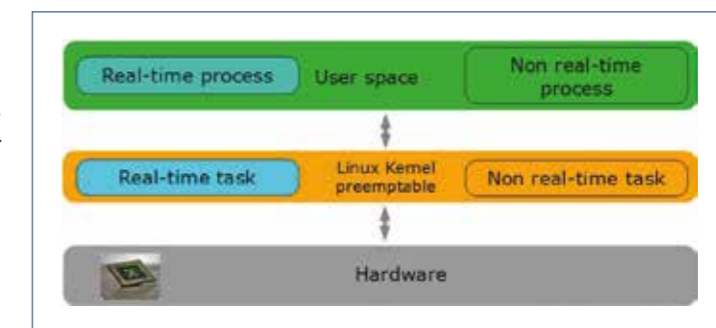 Real-time process
User space
Non real-time
process
Real-time task
Linux Kernel
preemptable
Non real-time task
Hardware